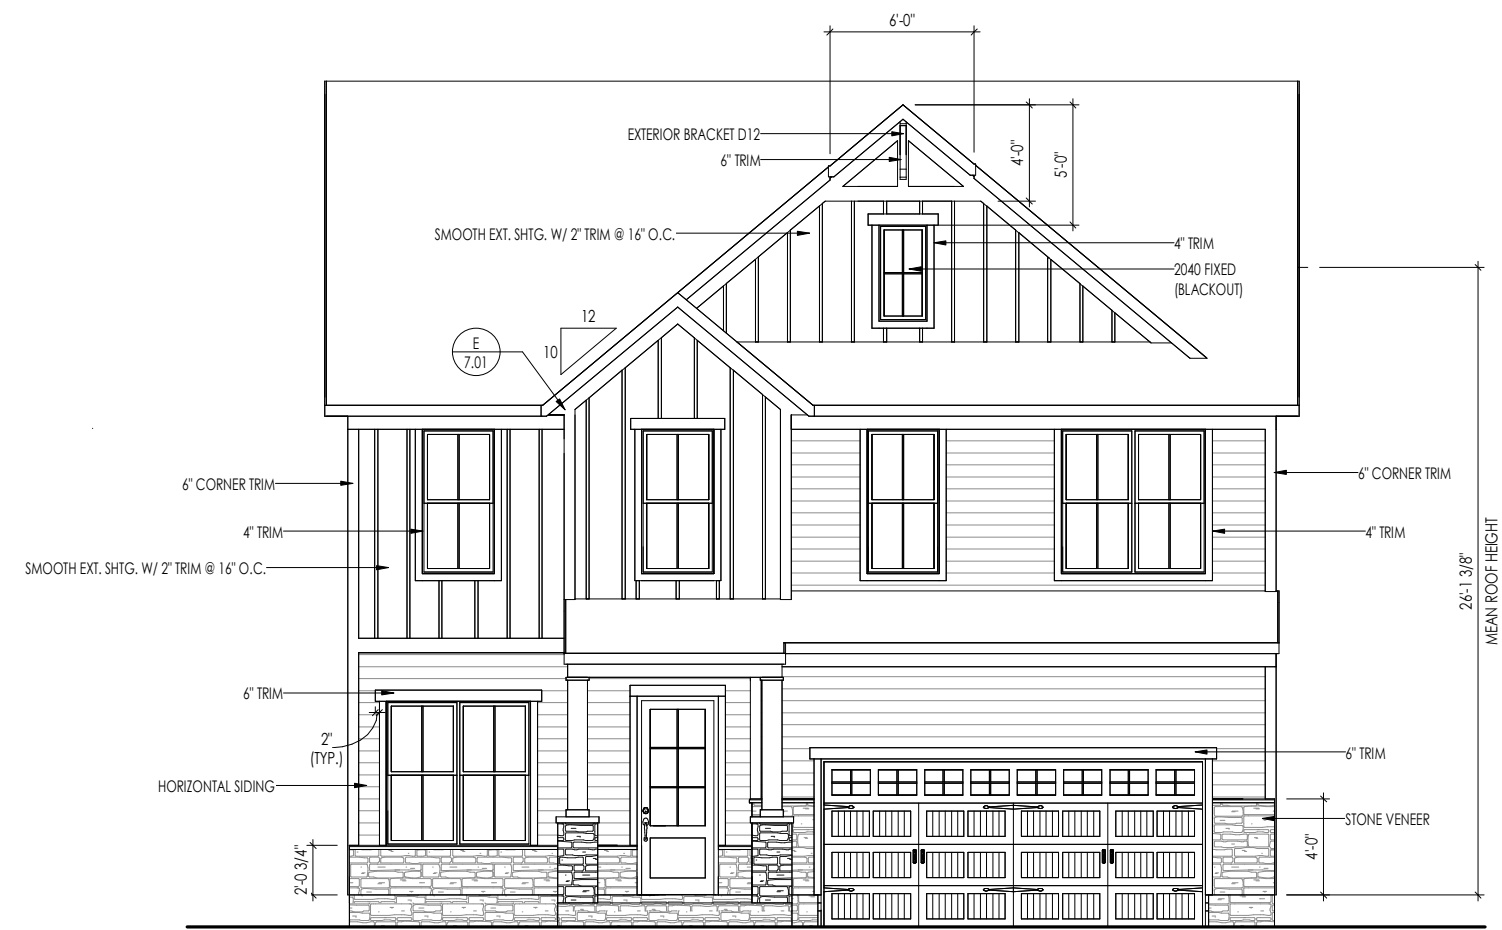 6'-0"
EXTERIOR BRACKET D12
6" TRIM
4'-0"
5'-0"
SMOOTH EXT. SHTG. W/ 2" TRIM @ 16" O.C.
4" TRIM
2040 FIXED
(BLACKOUT)
12
10
E
7.01
6" CORNER TRIM
6" CORNER TRIM
4" TRIM
4" TRIM
SMOOTH EXT. SHTG. W/ 2" TRIM @ 16" O.C.
26'-1 3/8"
MEAN ROOF HEIGHT
6" TRIM
2"
(TYP.)
6" TRIM
HORIZONTAL SIDING
STONE VENEER
4'-0"
2'-0 3/4"